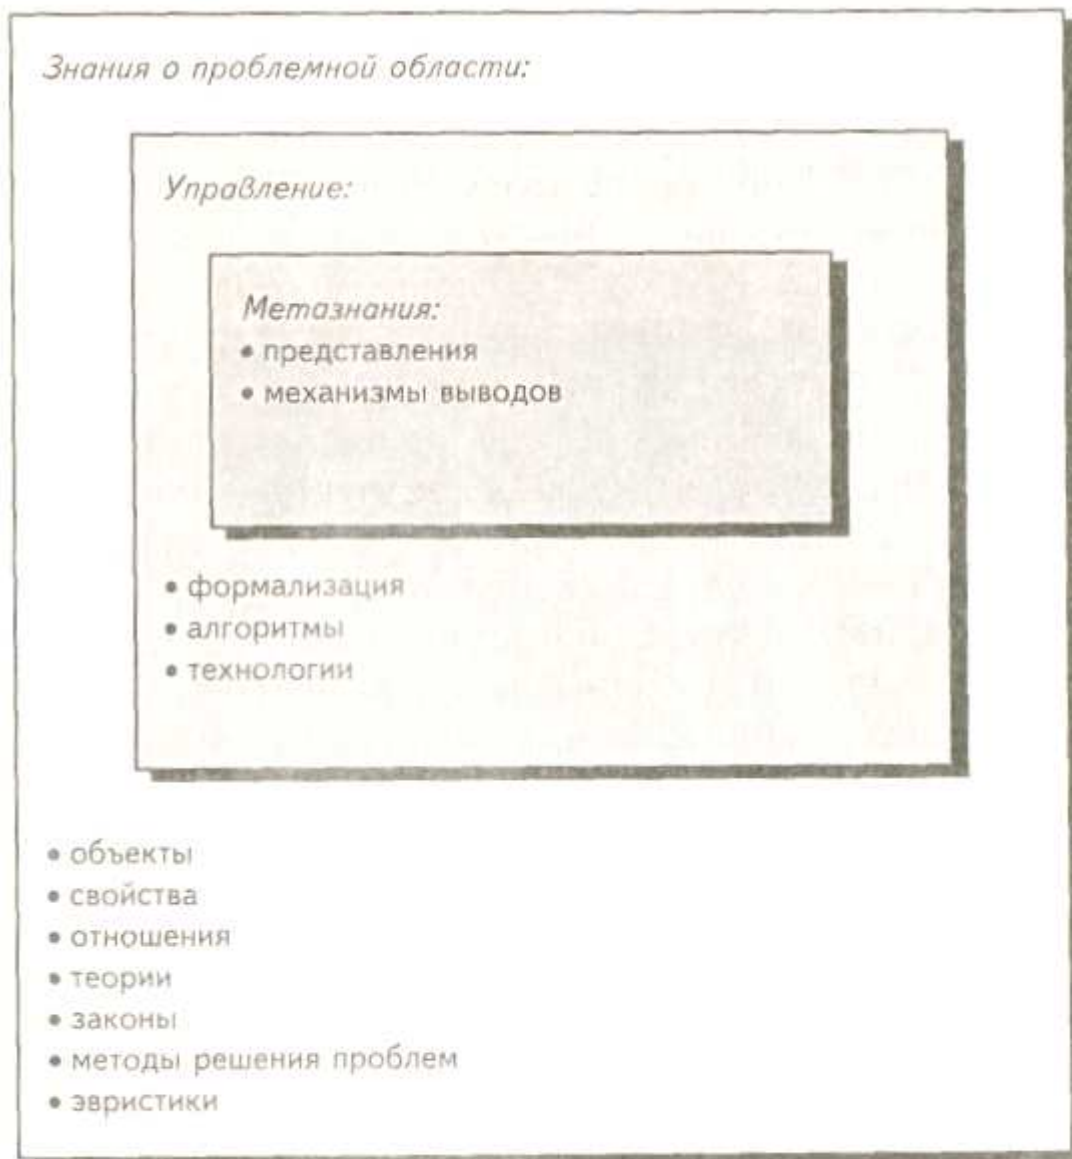 Знания о проблемной области:
Управление:
Метазнания:
• представления
• механизмы выводов
• формализация
• алгоритмы
• технологии
• объекты
• свойства
• отношения
• теории
• законы
• методы решения проблем
• эвристики